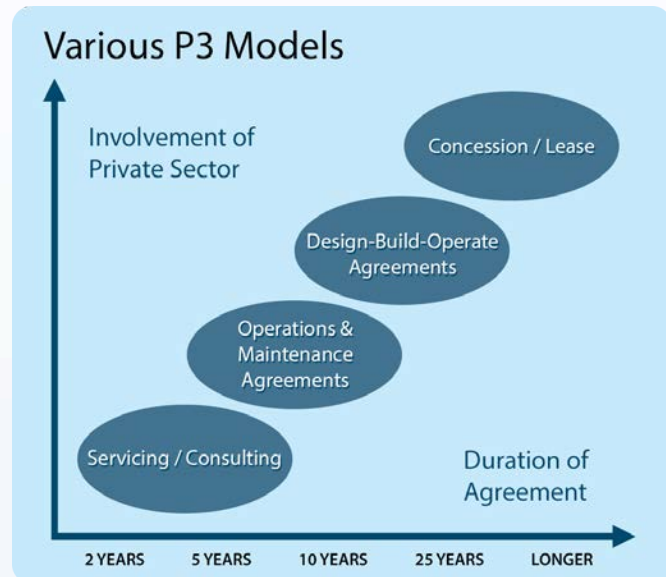 Various P3 Models
Involvement of
Private Sector
Concession / Lease
Design-Build-Operate
Agreements
Operations &
Maintenance
Agreements
Servicing / Consulting
Duration of
Agreement
2 YEARS 5 YEARS 10 YEARS 25 YEARS LONGER